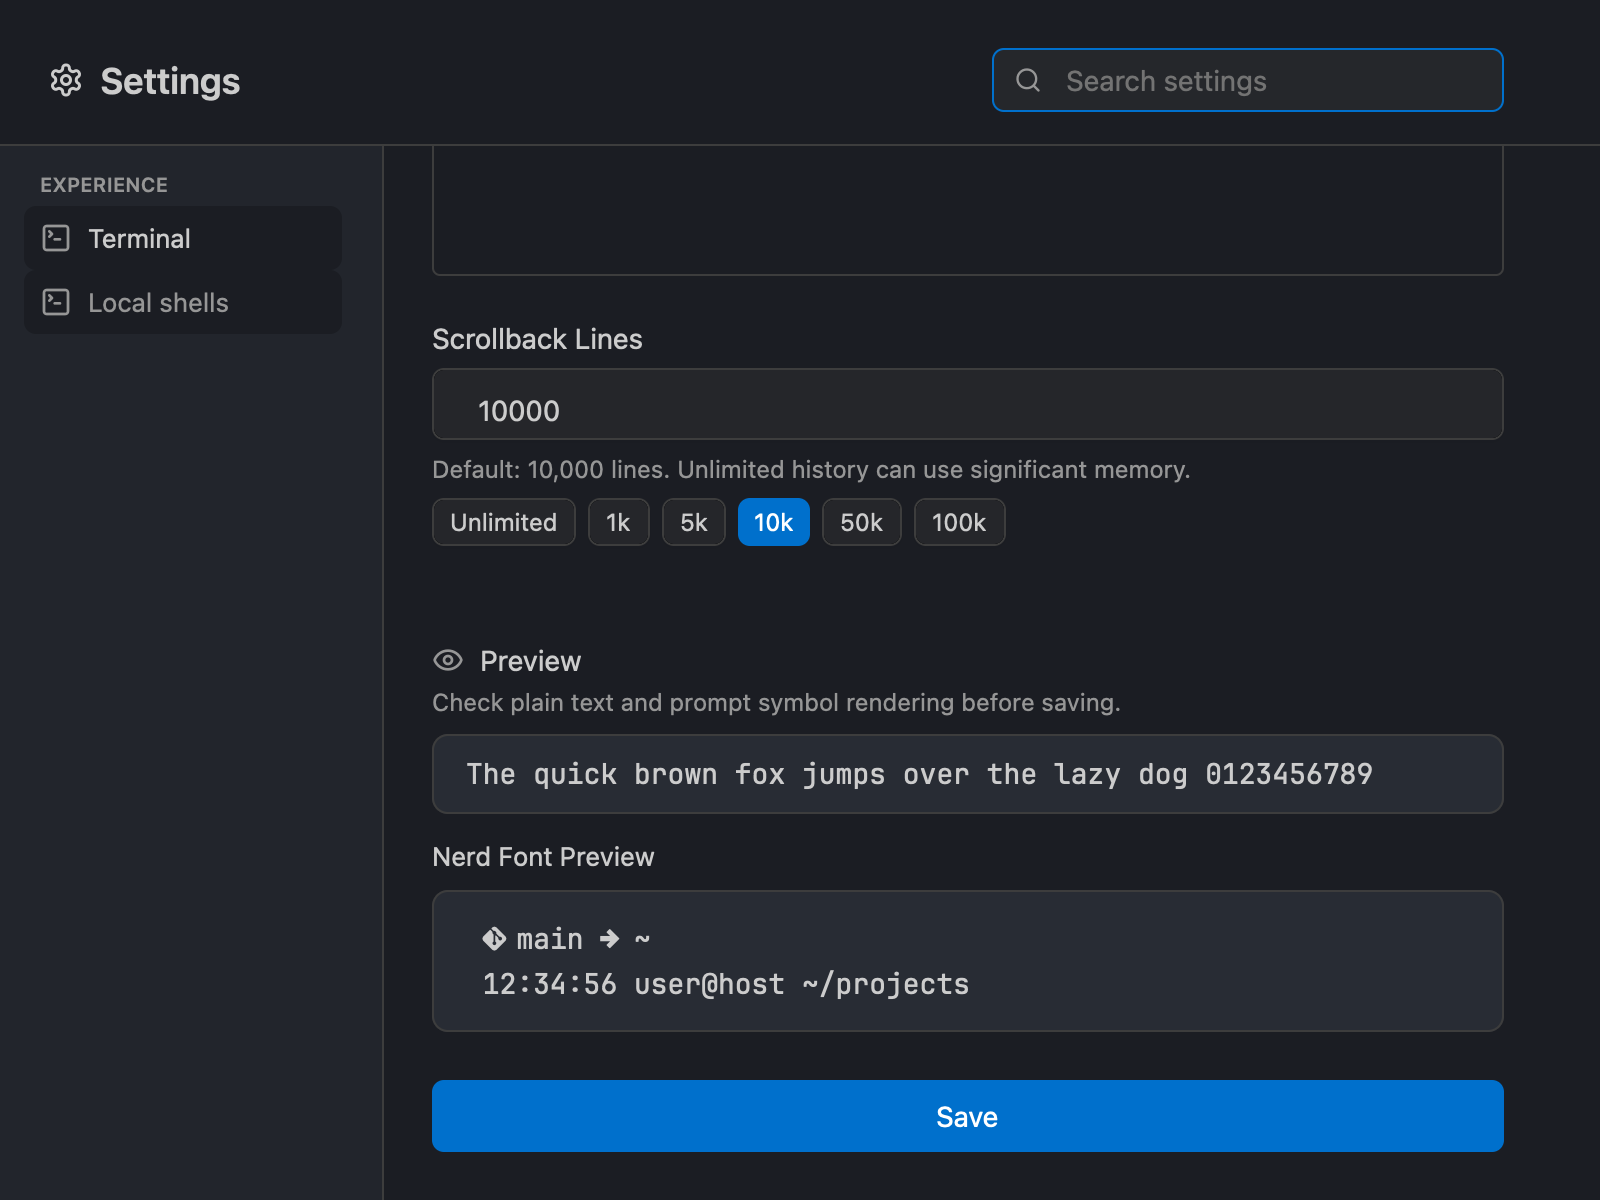 Settings
Search settings
EXPERIENCE
Terminal
Local shells
Scrollback Lines
10000
Default: 10,000 lines. Unlimited history can use significant memory.
Unlimited 1k 5k 10k 50k 100k
Preview
Check plain text and prompt symbol rendering before saving.
The quick brown fox jumps over the lazy dog 0123456789
Nerd Font Preview
main ➜ ~
12:34:56 user@host ~/projects
Save